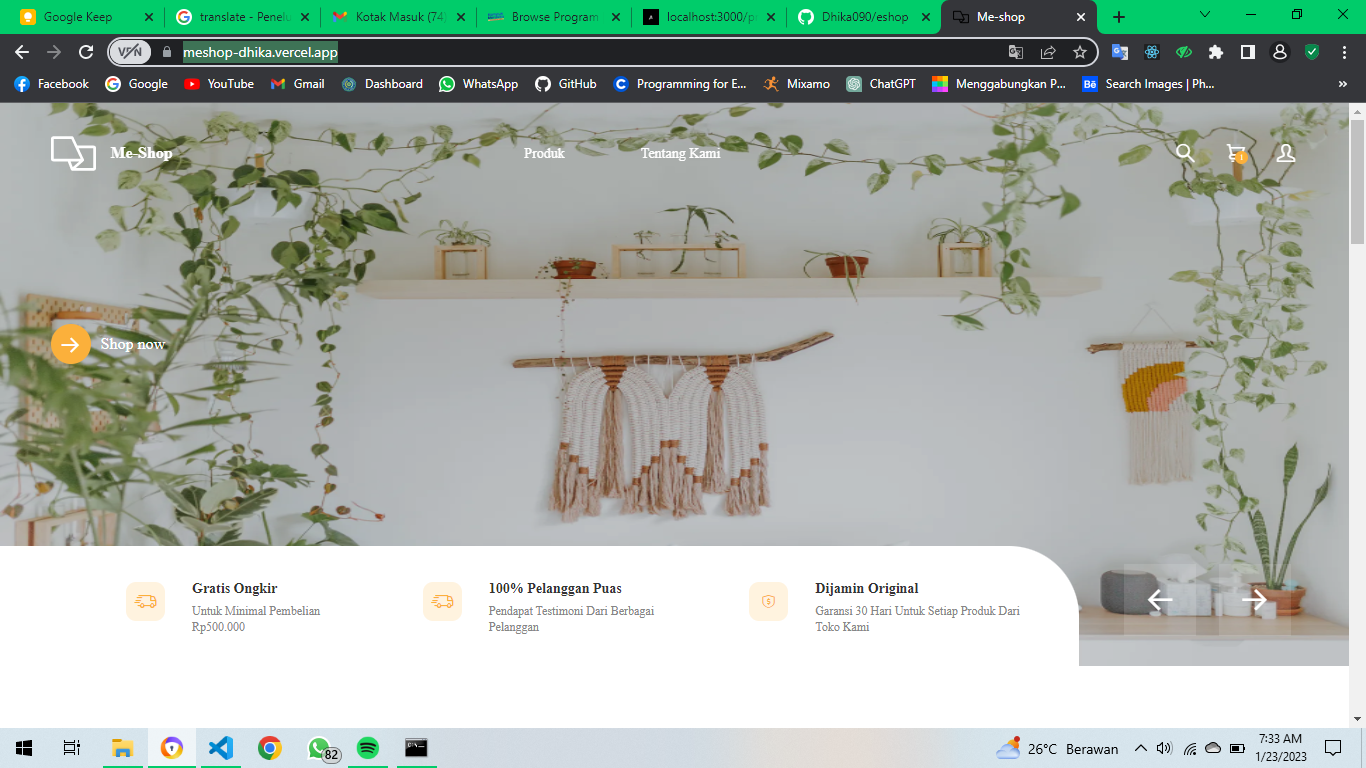 Google Keep
translate - Penelu
Kotak Masuk (74)
Browse Program
localhost:3000/pr
Dhika090/eshop
Me-shop
VPN
meshop-dhika.vercel.app
Facebook
Google
YouTube
Gmail
Dashboard
WhatsApp
GitHub
Programming for E...
Mixamo
ChatGPT
Menggabungkan P...
Search Images | Ph...
»
Me-Shop
Produk
Tentang Kami
1
Shop now
Gratis Ongkir
Untuk Minimal Pembelian
Rp500.000
100% Pelanggan Puas
Pendapat Testimoni Dari Berbagai
Pelanggan
Dijamin Original
Garansi 30 Hari Untuk Setiap Produk Dari
Toko Kami
82
26°C Berawan
7:33 AM
1/23/2023